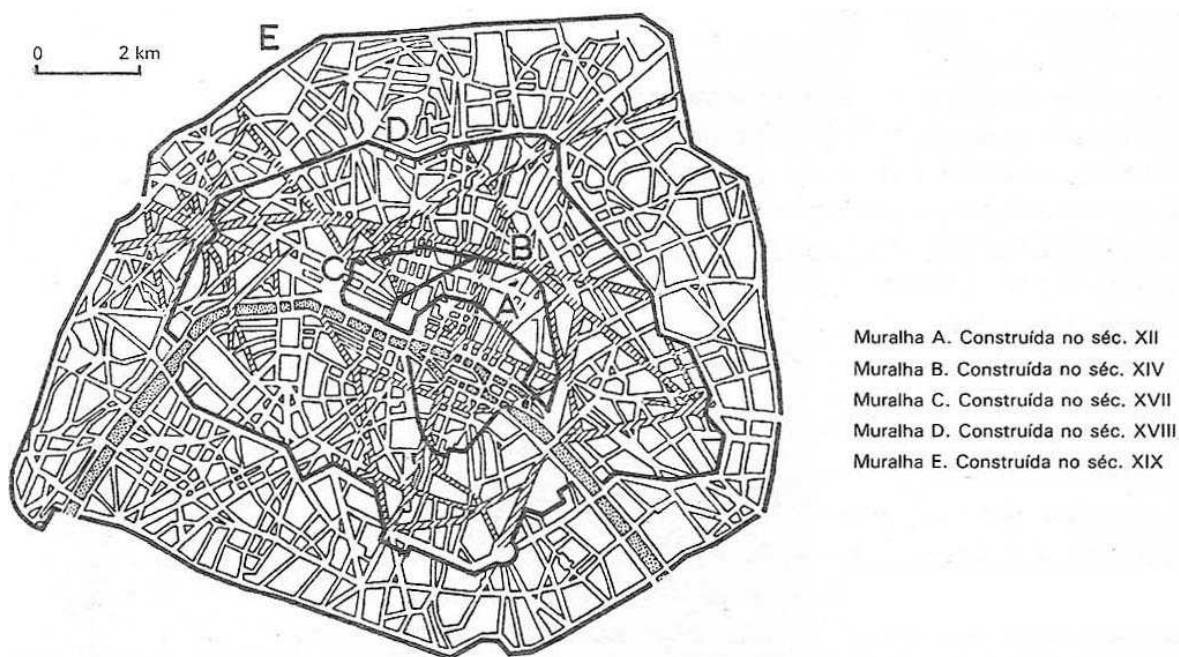 E
0 2 km
D
B
C
A
Muralha A. Construída no séc. XII
Muralha B. Construída no séc. XIV
Muralha C. Construída no séc. XVII
Muralha D. Construída no séc. XVIII
Muralha E. Construída no séc. XIX